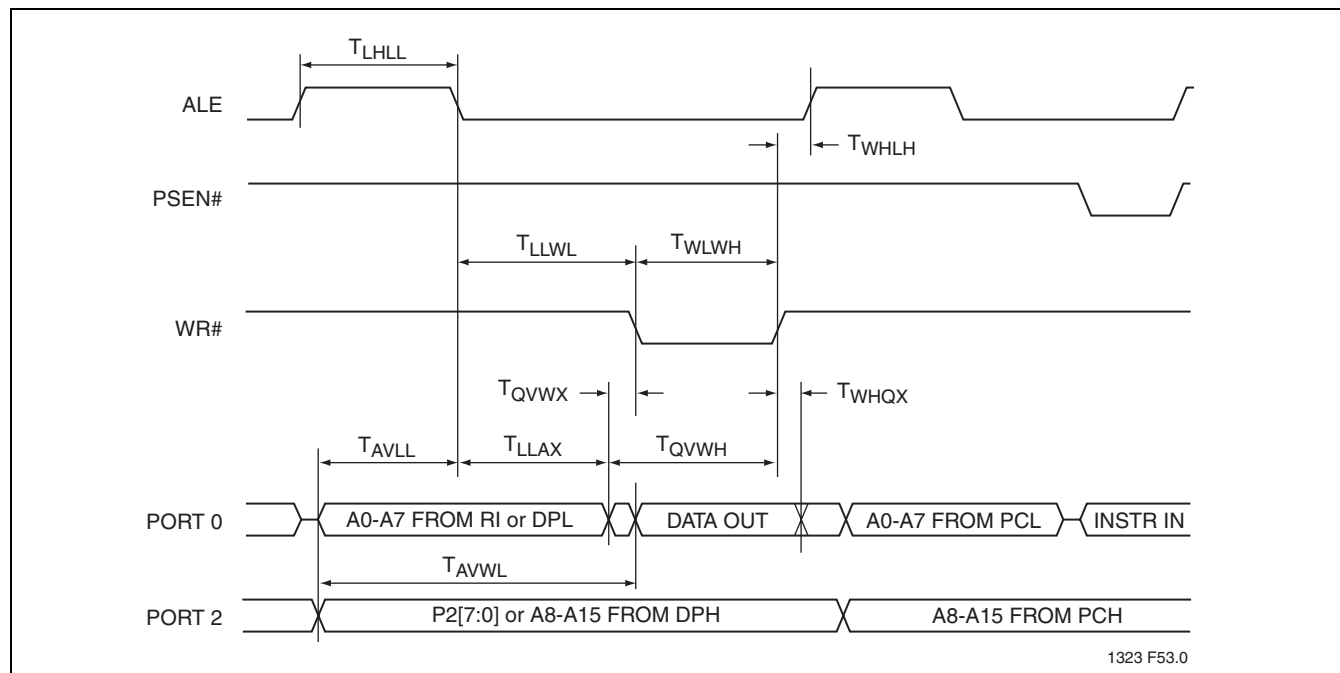 TLHLL
ALE
TWHLH
PSEN#
TLLWL
TWLWH
WR#
TQVWX
TWHQX
TAVLL
TLLAX
TQVWH
PORT 0
A0-A7 FROM RI or DPL
DATA OUT
A0-A7 FROM PCL
INSTR IN
TAVWL
PORT 2
P2[7:0] or A8-A15 FROM DPH
A8-A15 FROM PCH
1323 F53.0